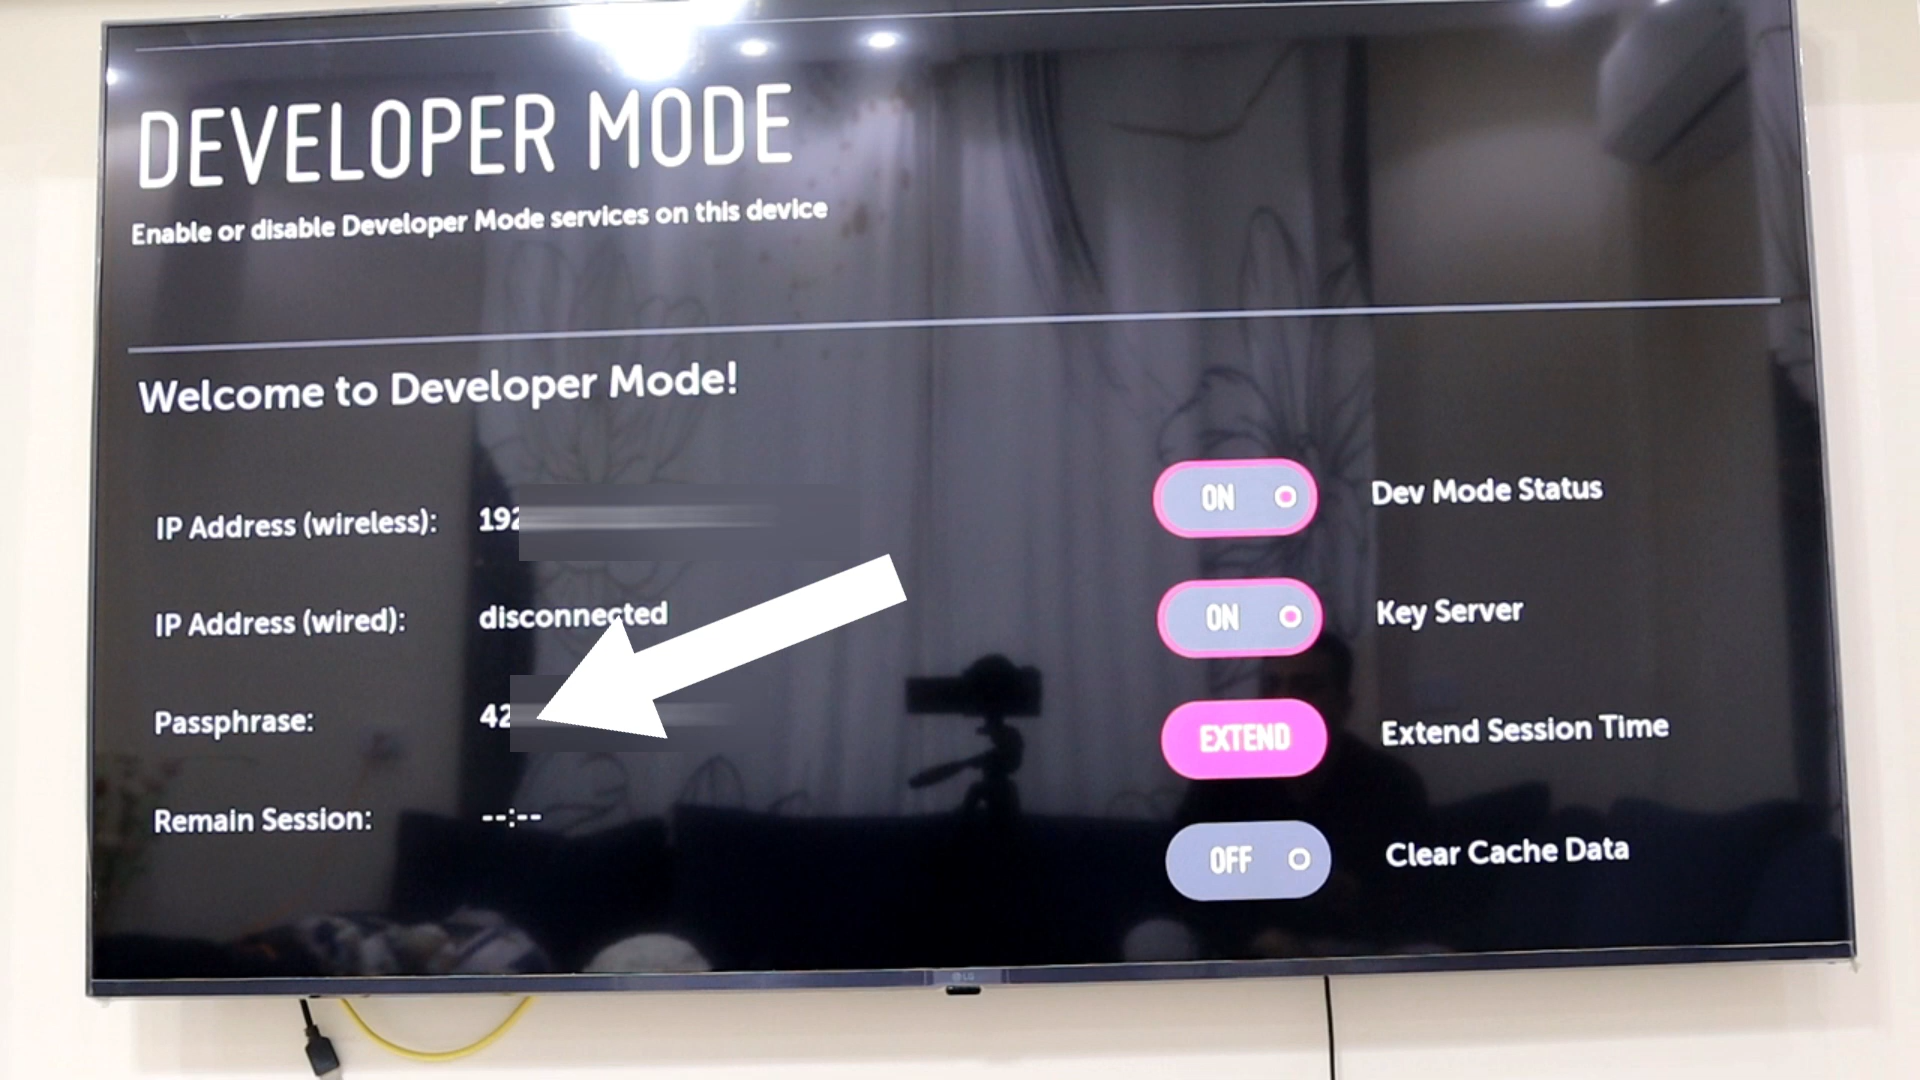 DEVELOPER MODE
Enable or disable Developer Mode services on this device
Welcome to Developer Mode!
IP Address (wireless): 192
IP Address (wired): disconnected
Passphrase: 42
Remain Session: --:--
ON Dev Mode Status
ON Key Server
EXTEND Extend Session Time
OFF Clear Cache Data
LG